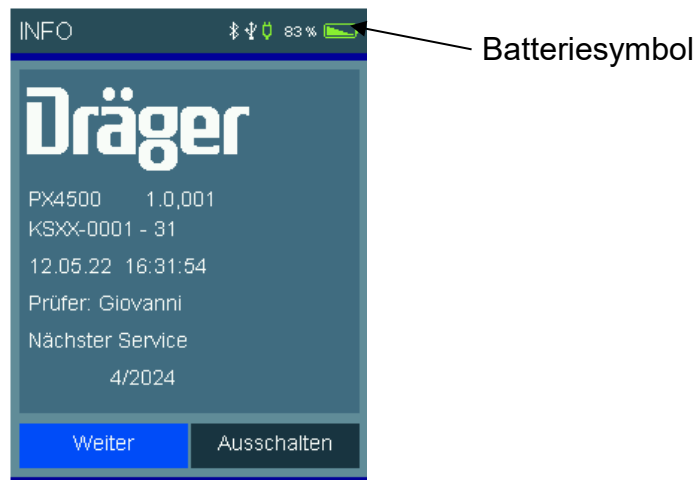 INFO 83 %
Batteriesymbol
Dräger
PX4500 1.0,001
KSXX-0001 - 31
12.05.22 16:31:54
Prüfer: Giovanni
Nächster Service
4/2024
Weiter Ausschalten